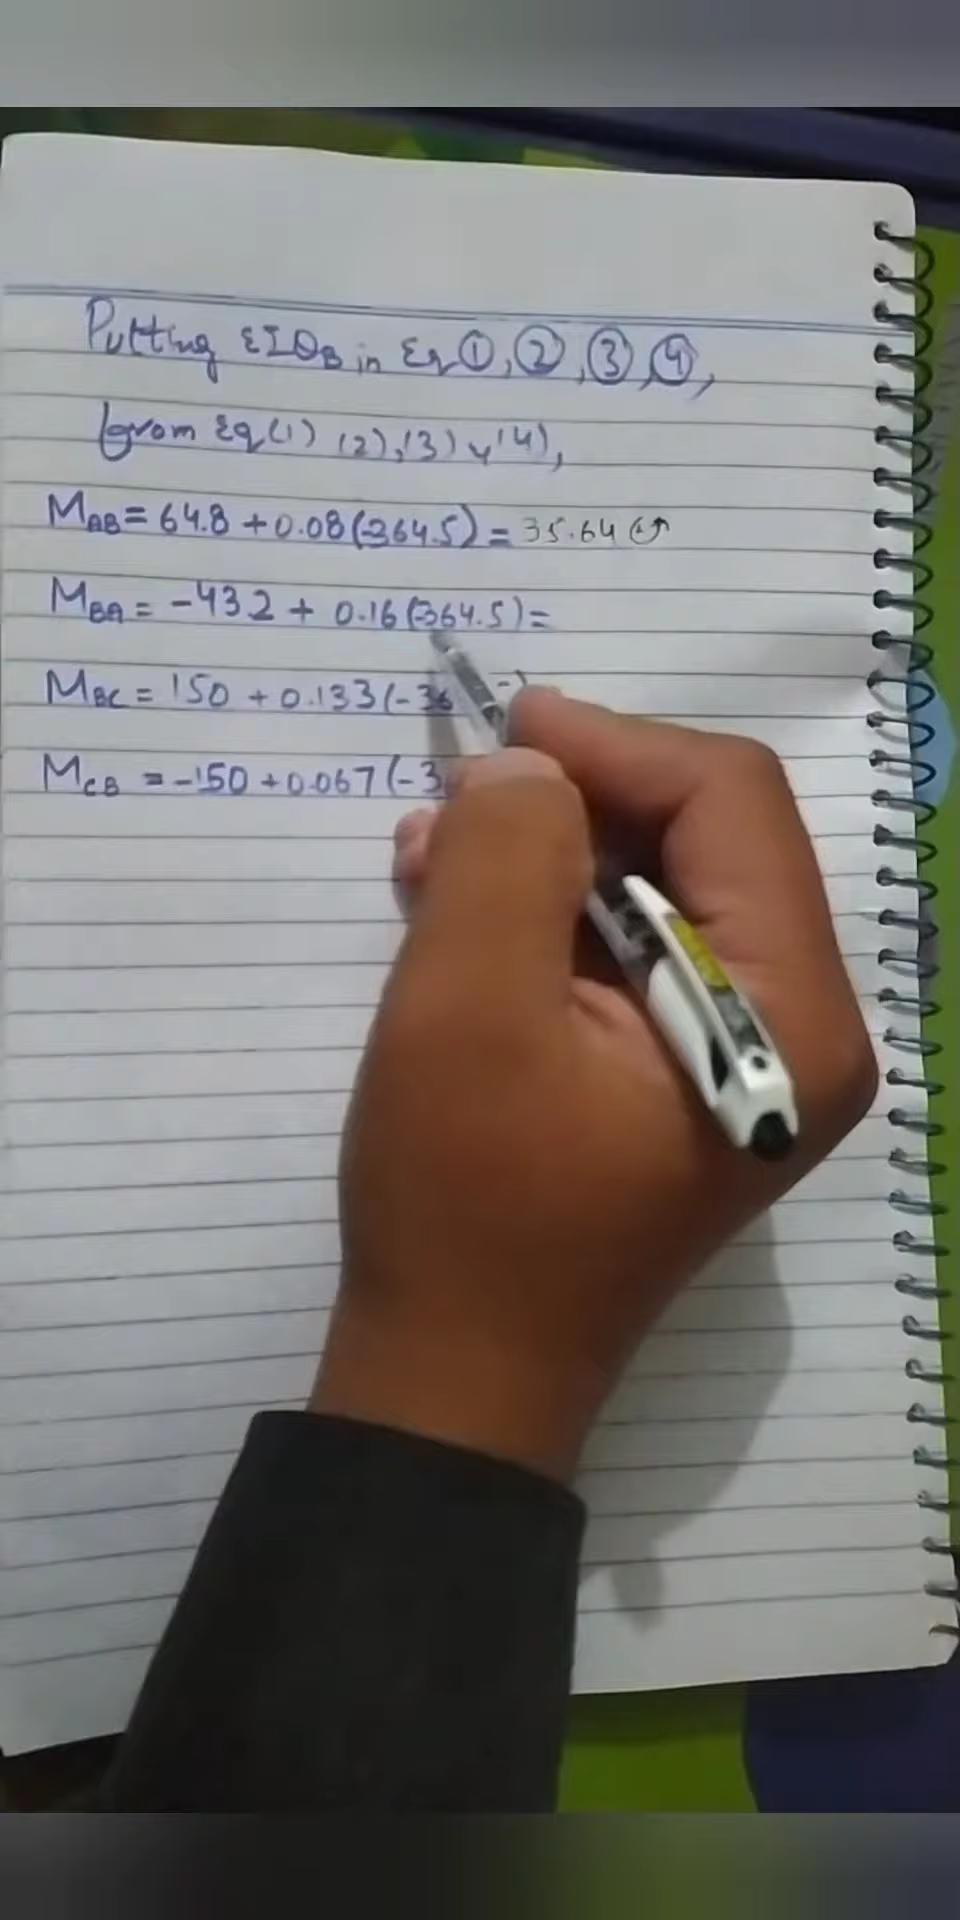 Putting EIθB in Eq ①, ②, ③, ④,
from Eq (1) (2), (3) y (4),
MAB = 64.8 + 0.08(-364.5) = 35.64
MBA = -432 + 0.16(-364.5) =
MBC = 150 + 0.133(-36
MCB = -150 + 0.067(-3